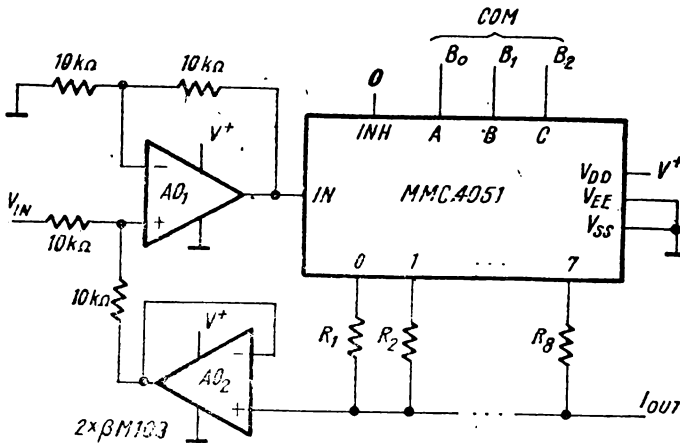 COM
10kΩ
10kΩ
B0
B1
B2
0
INH
A
B
C
V+
AO1
-
+
IN
MMC4051
VDD
V+
VEE
VSS
VIN
10kΩ
0
1
...
7
10kΩ
R1
R2
R8
V+
AO2
-
+
...
IOUT
2×βM103